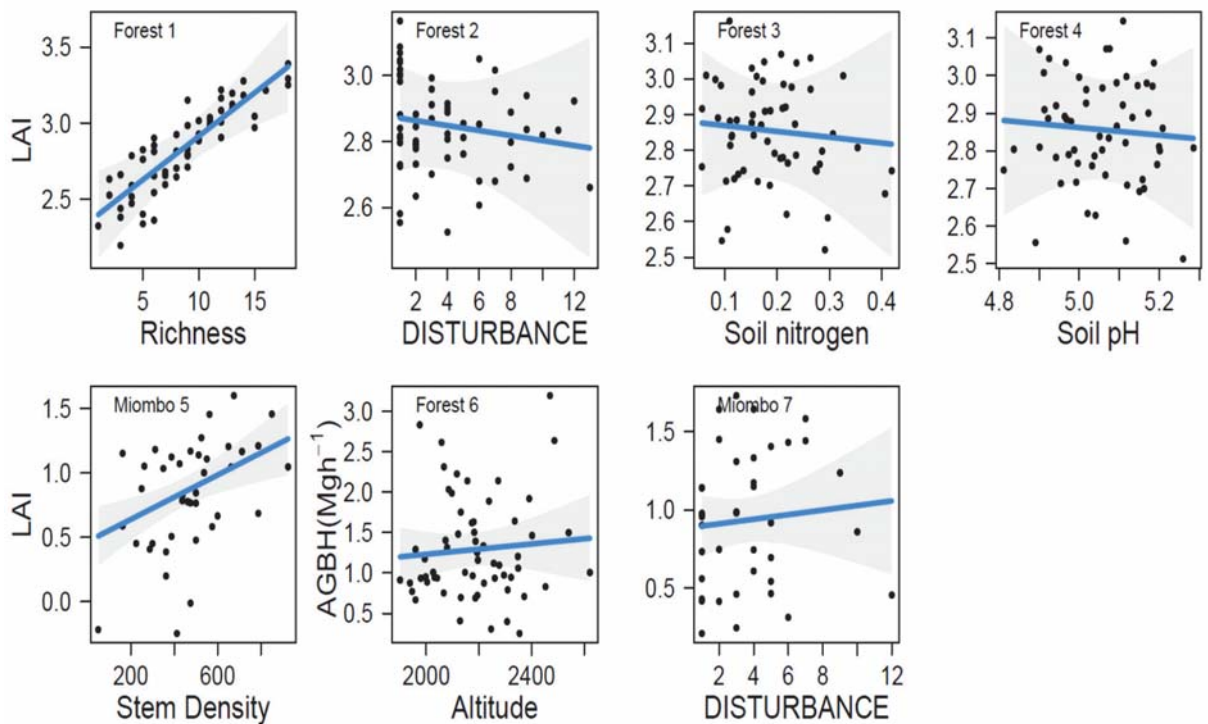 Forest 1
3.5
3.0
2.5
LAI
5 10 15
Richness
Forest 2
3.0
2.8
2.6
2 4 6 8 12
DISTURBANCE
Forest 3
3.1
3.0
2.9
2.8
2.7
2.6
2.5
0.1 0.2 0.3 0.4
Soil nitrogen
Forest 4
3.1
3.0
2.9
2.8
2.7
2.6
2.5
4.8 5.0 5.2
Soil pH
Miombo 5
1.5
1.0
0.5
0.0
LAI
200 600
Stem Density
Forest 6
3.0
2.5
2.0
1.5
1.0
0.5
AGBH(Mgh⁻¹)
2000 2400
Altitude
Miombo 7
1.5
1.0
0.5
2 4 6 8 12
DISTURBANCE